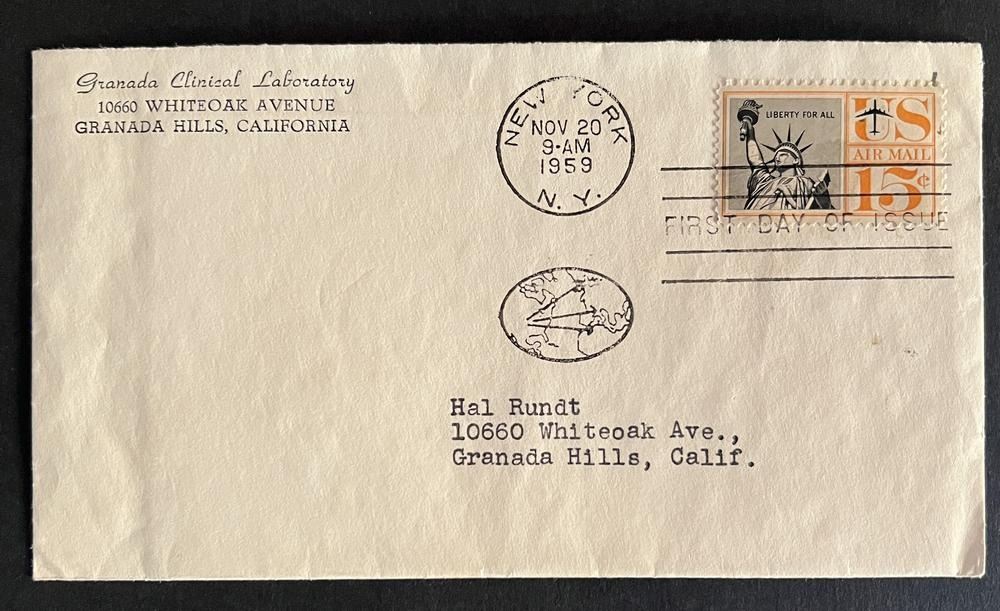 Granada Clinical Laboratory
10660 WHITEOAK AVENUE
GRANADA HILLS, CALIFORNIA
NEW YORK
NOV 20
9-AM
1959
N. Y.
LIBERTY FOR ALL
US
AIR MAIL
15¢
FIRST DAY OF ISSUE
Hal Rundt
10660 Whiteoak Ave.,
Granada Hills, Calif.